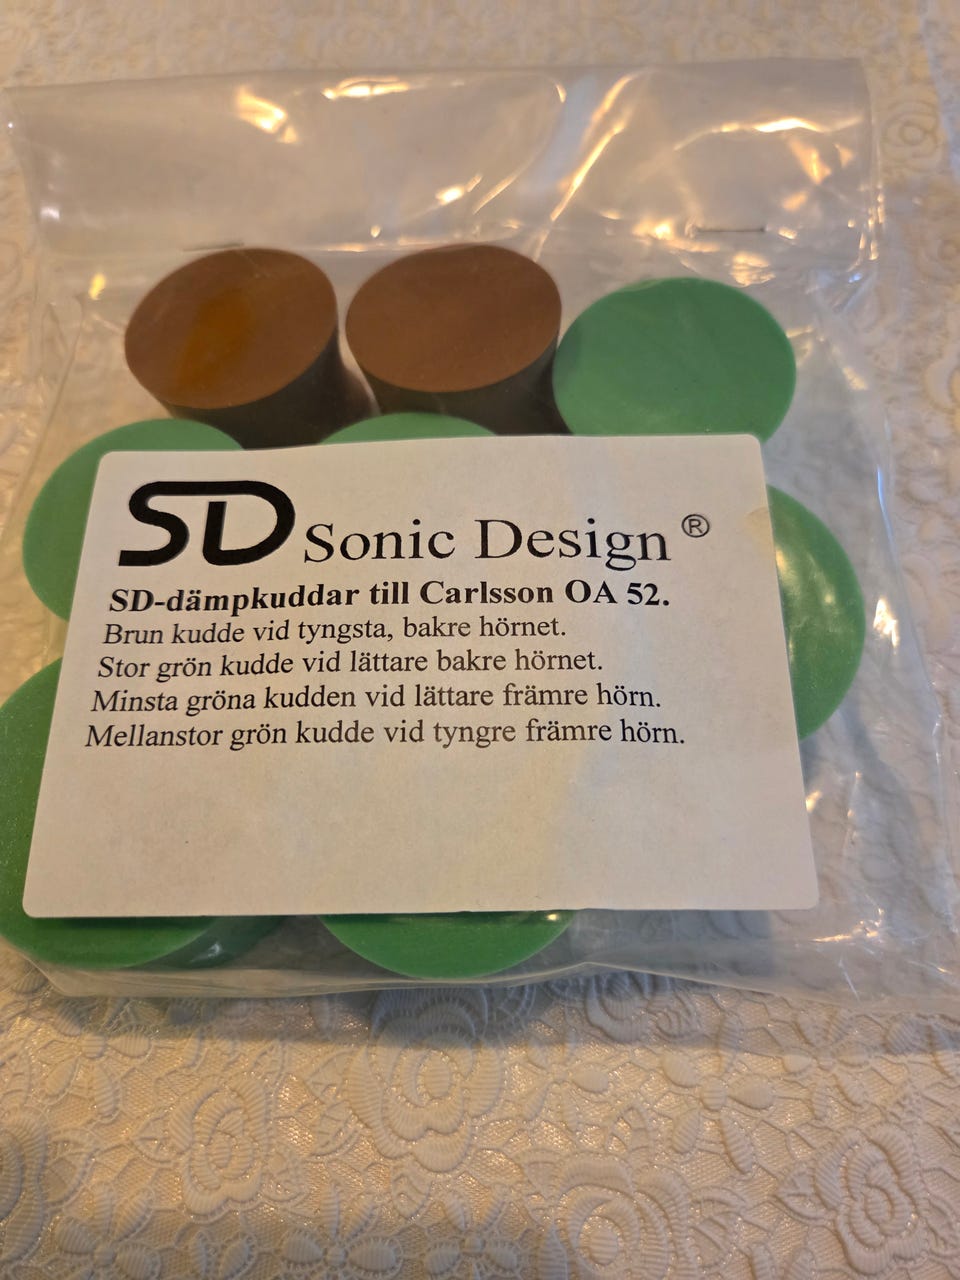 SD Sonic Design ®
SD-dämpkuddar till Carlsson OA 52.
Brun kudde vid tyngsta, bakre hörnet.
Stor grön kudde vid lättare bakre hörnet.
Minsta gröna kudden vid lättare främre hörn.
Mellanstor grön kudde vid tyngre främre hörn.